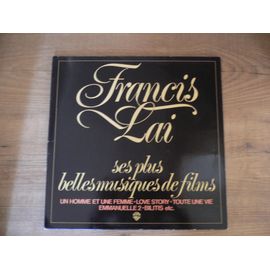 Francis
Lai
ses plus
belles musiques de films
UN HOMME ET UNE FEMME-LOVE STORY-TOUTE UNE VIE
EMMANUELLE 2-BILITIS etc.